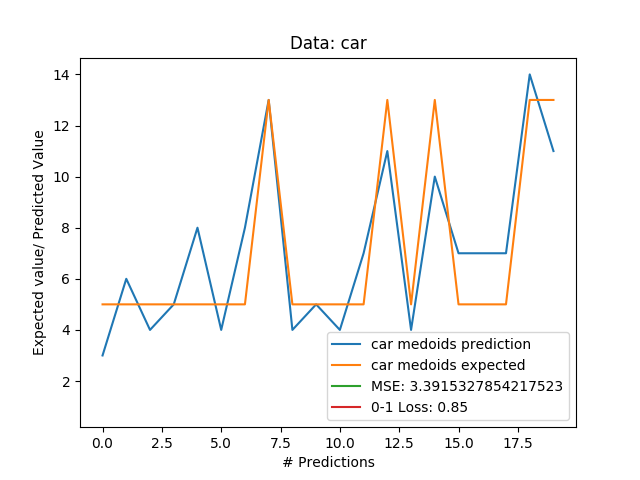 Data: car
Expected value/ Predicted Value
14
12
10
8
6
4
2
car medoids prediction
car medoids expected
MSE: 3.3915327854217523
0-1 Loss: 0.85
0.0 2.5 5.0 7.5 10.0 12.5 15.0 17.5
# Predictions